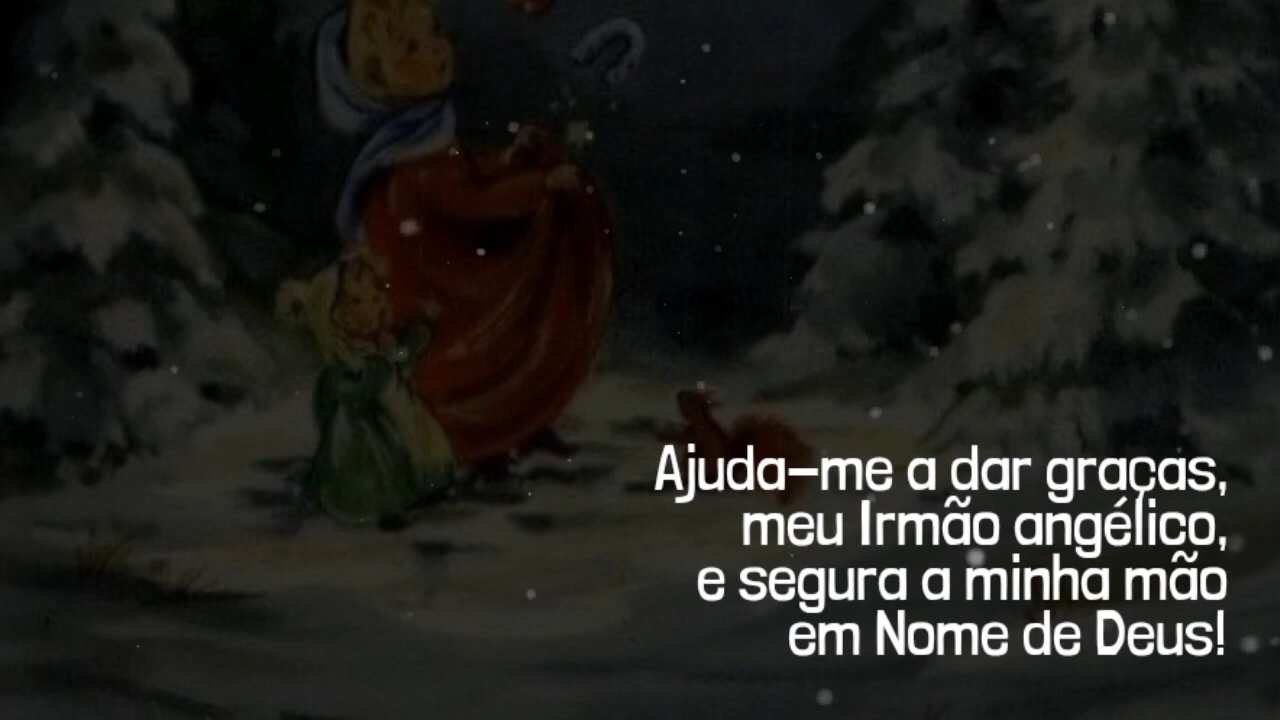 Ajuda-me a dar graças,
meu Irmão angélico,
e segura a minha mão
em Nome de Deus!